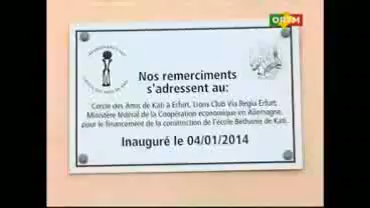 ORTM
Nos remerciments
s'adressent au:
Cercle des Amis de Kati à Erfurt, Lions Club Via Regia Erfurt,
Ministère fédéral de la Coopération économique en Allemagne,
pour le financement de la construction de l'école Béthanie de Kati.
Inauguré le 04/01/2014